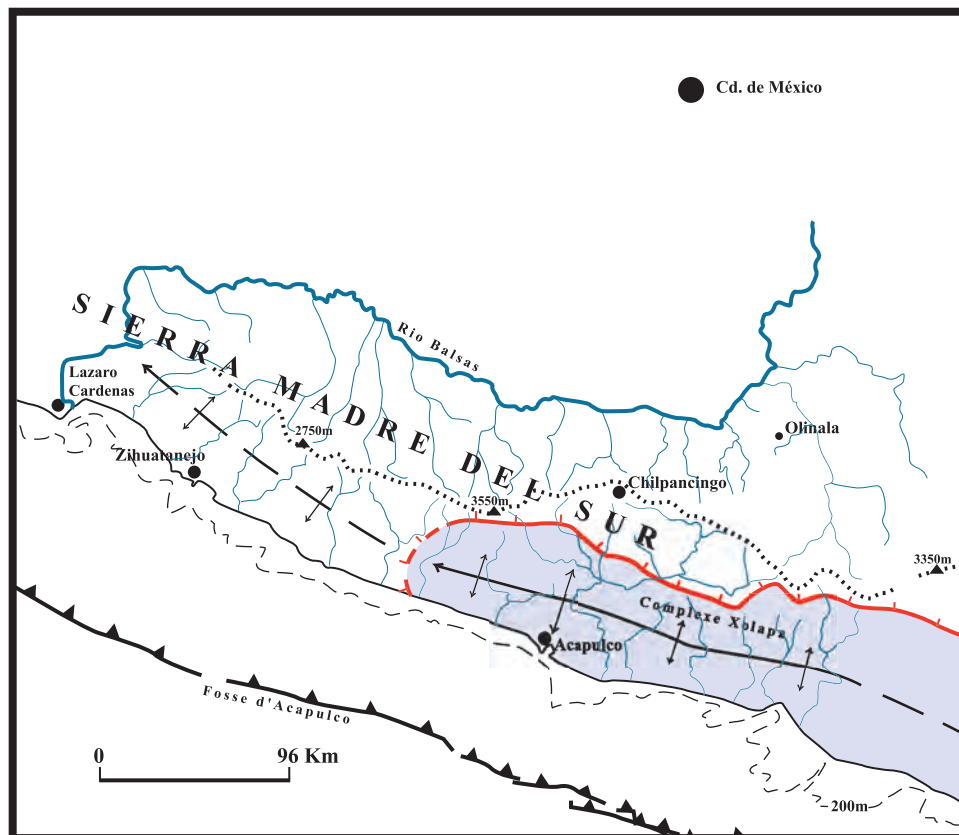 Cd. de México
SIERRA MADRE DEL SUR
Rio Balsas
Lazaro
Cardenas
2750m
Olinala
Zihuatanejo
Chilpancingo
3550m
3350m
Complexe Xolapa
Acapulco
Fosse d'Acapulco
0 96 Km
200m